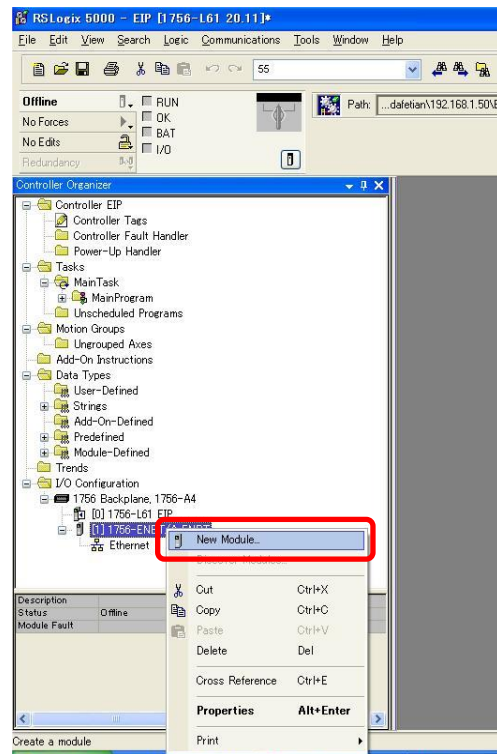 RSLogix 5000 - EIP [1756-L61 20.11]*
File Edit View Search Logic Communications Tools Window Help
55
Offline RUN Path: ...dafetian\192.168.1.50\
No Forces OK
No Edits BAT
Redundancy I/O
Controller Organizer
Controller EIP
Controller Tags
Controller Fault Handler
Power-Up Handler
Tasks
MainTask
MainProgram
Unscheduled Programs
Motion Groups
Ungrouped Axes
Add-On Instructions
Data Types
User-Defined
Strings
Add-On-Defined
Predefined
Module-Defined
Trends
I/O Configuration
1756 Backplane, 1756-A4
[0] 1756-L61 EIP
[1] 1756-ENE
Ethernet
New Module...
Discover Modules...
Cut Ctrl+X
Copy Ctrl+C
Paste Ctrl+V
Delete Del
Cross Reference Ctrl+E
Properties Alt+Enter
Print
Description
Status Offline
Module Fault
Create a module